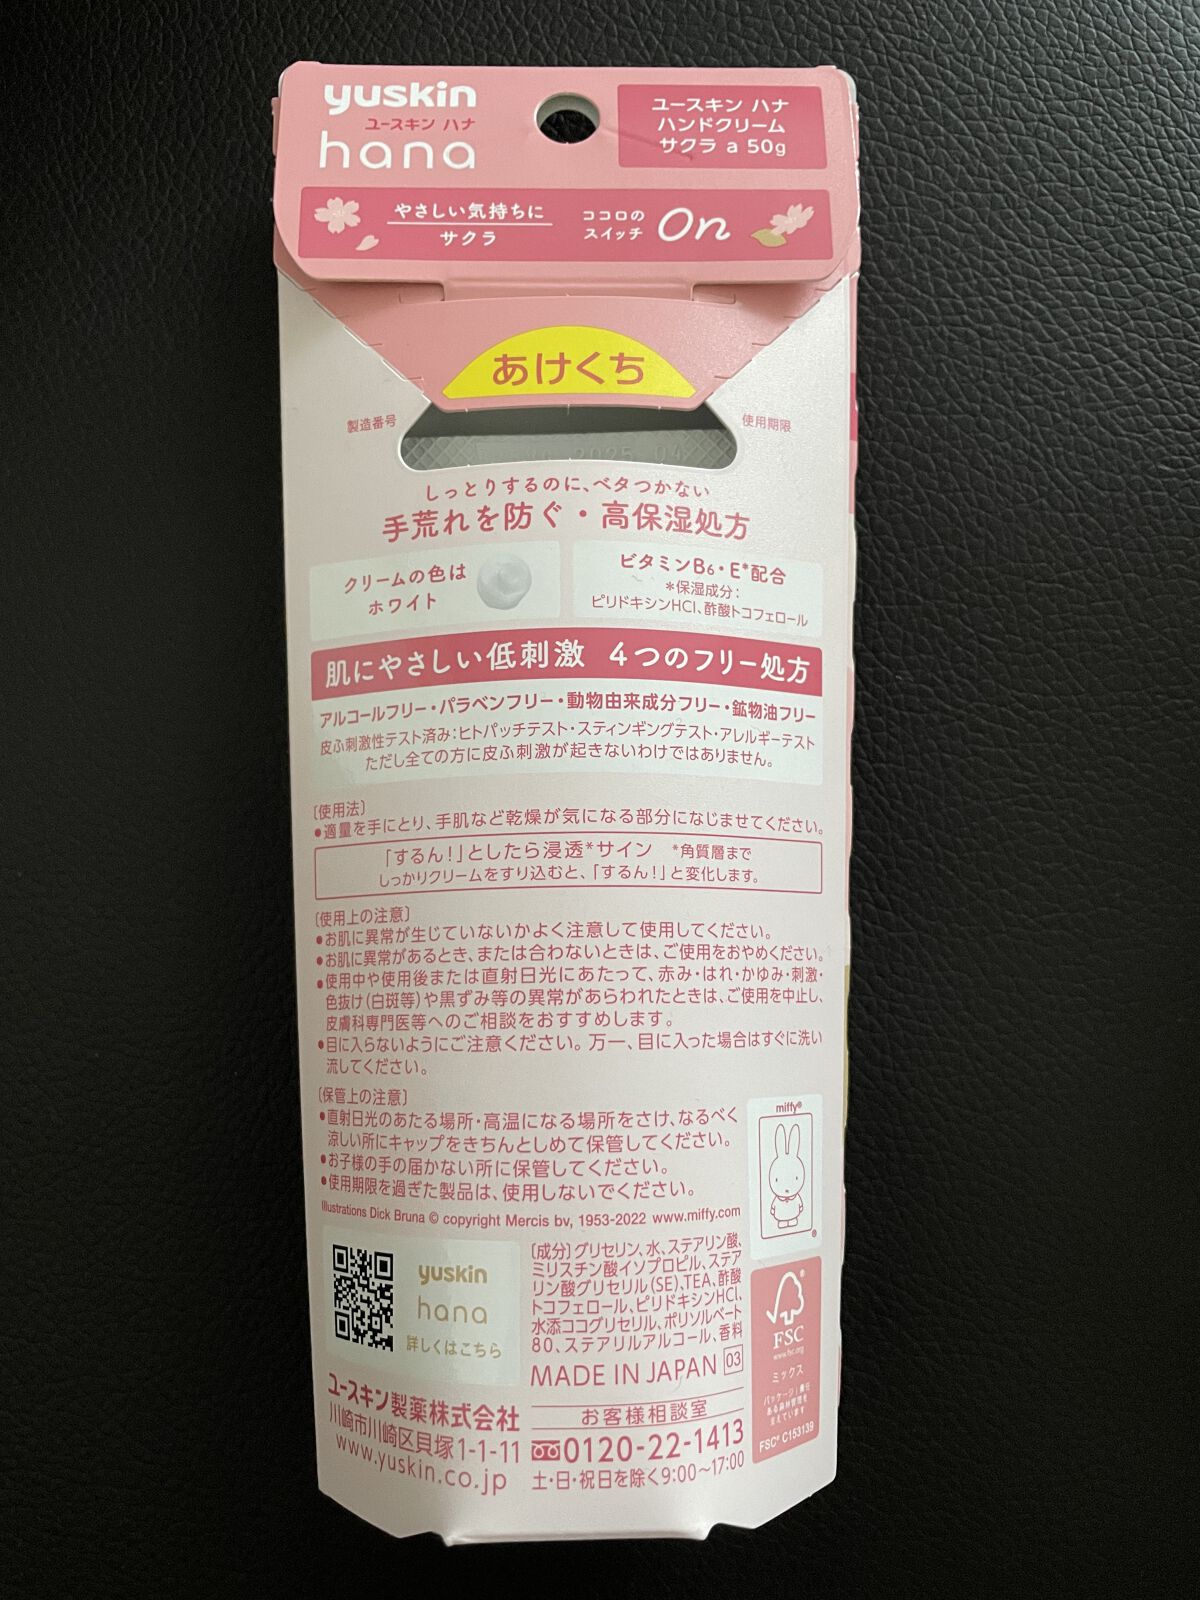 yuskin
ユースキン ハナ
hana
ユースキン ハナ
ハンドクリーム
サクラ a 50g
やさしい気持ちに
サクラ
ココロの
スイッチ
On
あけくち
製造番号
使用期限
2025.04
しっとりするのに、ベタつかない
手荒れを防ぐ・高保湿処方
クリームの色は
ホワイト
ビタミンB6・E*配合
*保湿成分：
ピリドキシンHCl、酢酸トコフェロール
肌にやさしい低刺激 4つのフリー処方
アルコールフリー・パラベンフリー・動物由来成分フリー・鉱物油フリー
皮ふ刺激性テスト済み：ヒトパッチテスト・スティンギングテスト・アレルギーテスト
ただし全ての方に皮ふ刺激が起きないわけではありません。
〔使用法〕
●適量を手にとり、手肌など乾燥が気になる部分になじませてください。
「するん！」としたら浸透*サイン *角質層まで
しっかりクリームをすり込むと、「するん！」と変化します。
〔使用上の注意〕
●お肌に異常が生じていないかよく注意して使用してください。
●お肌に異常があるとき、または合わないときは、ご使用をおやめください。
●使用中や使用後または直射日光にあたって、赤み・はれ・かゆみ・刺激・
色抜け（白斑等）や黒ずみ等の異常があらわれたときは、ご使用を中止し、
皮膚科専門医等へのご相談をおすすめします。
●目に入らないようにご注意ください。万一、目に入った場合はすぐに洗い
流してください。
〔保管上の注意〕
●直射日光のあたる場所・高温になる場所をさけ、なるべく
涼しい所にキャップをきちんとしめて保管してください。
●お子様の手の届かない所に保管してください。
●使用期限を過ぎた製品は、使用しないでください。
Illustrations Dick Bruna © copyright Mercis bv, 1953-2022 www.miffy.com
miffy®
®
yuskin
hana
詳しくはこちら
〔成分〕グリセリン、水、ステアリン酸、
ミリスチン酸イソプロピル、ステア
リン酸グリセリル（SE）、TEA、酢酸
トコフェロール、ピリドキシンHCl、
水添ココグリセリル、ポリソルベート
80、ステアリルアルコール、香料
MADE IN JAPAN 03
®
FSC
www.fsc.org
ミックス
パッケージ｜責任
ある森林管理を
支えています
FSC® C153139
ユースキン製薬株式会社
川崎市川崎区貝塚1-1-11
www.yuskin.co.jp
お客様相談室
0120-22-1413
土・日・祝日を除く9:00〜17:00